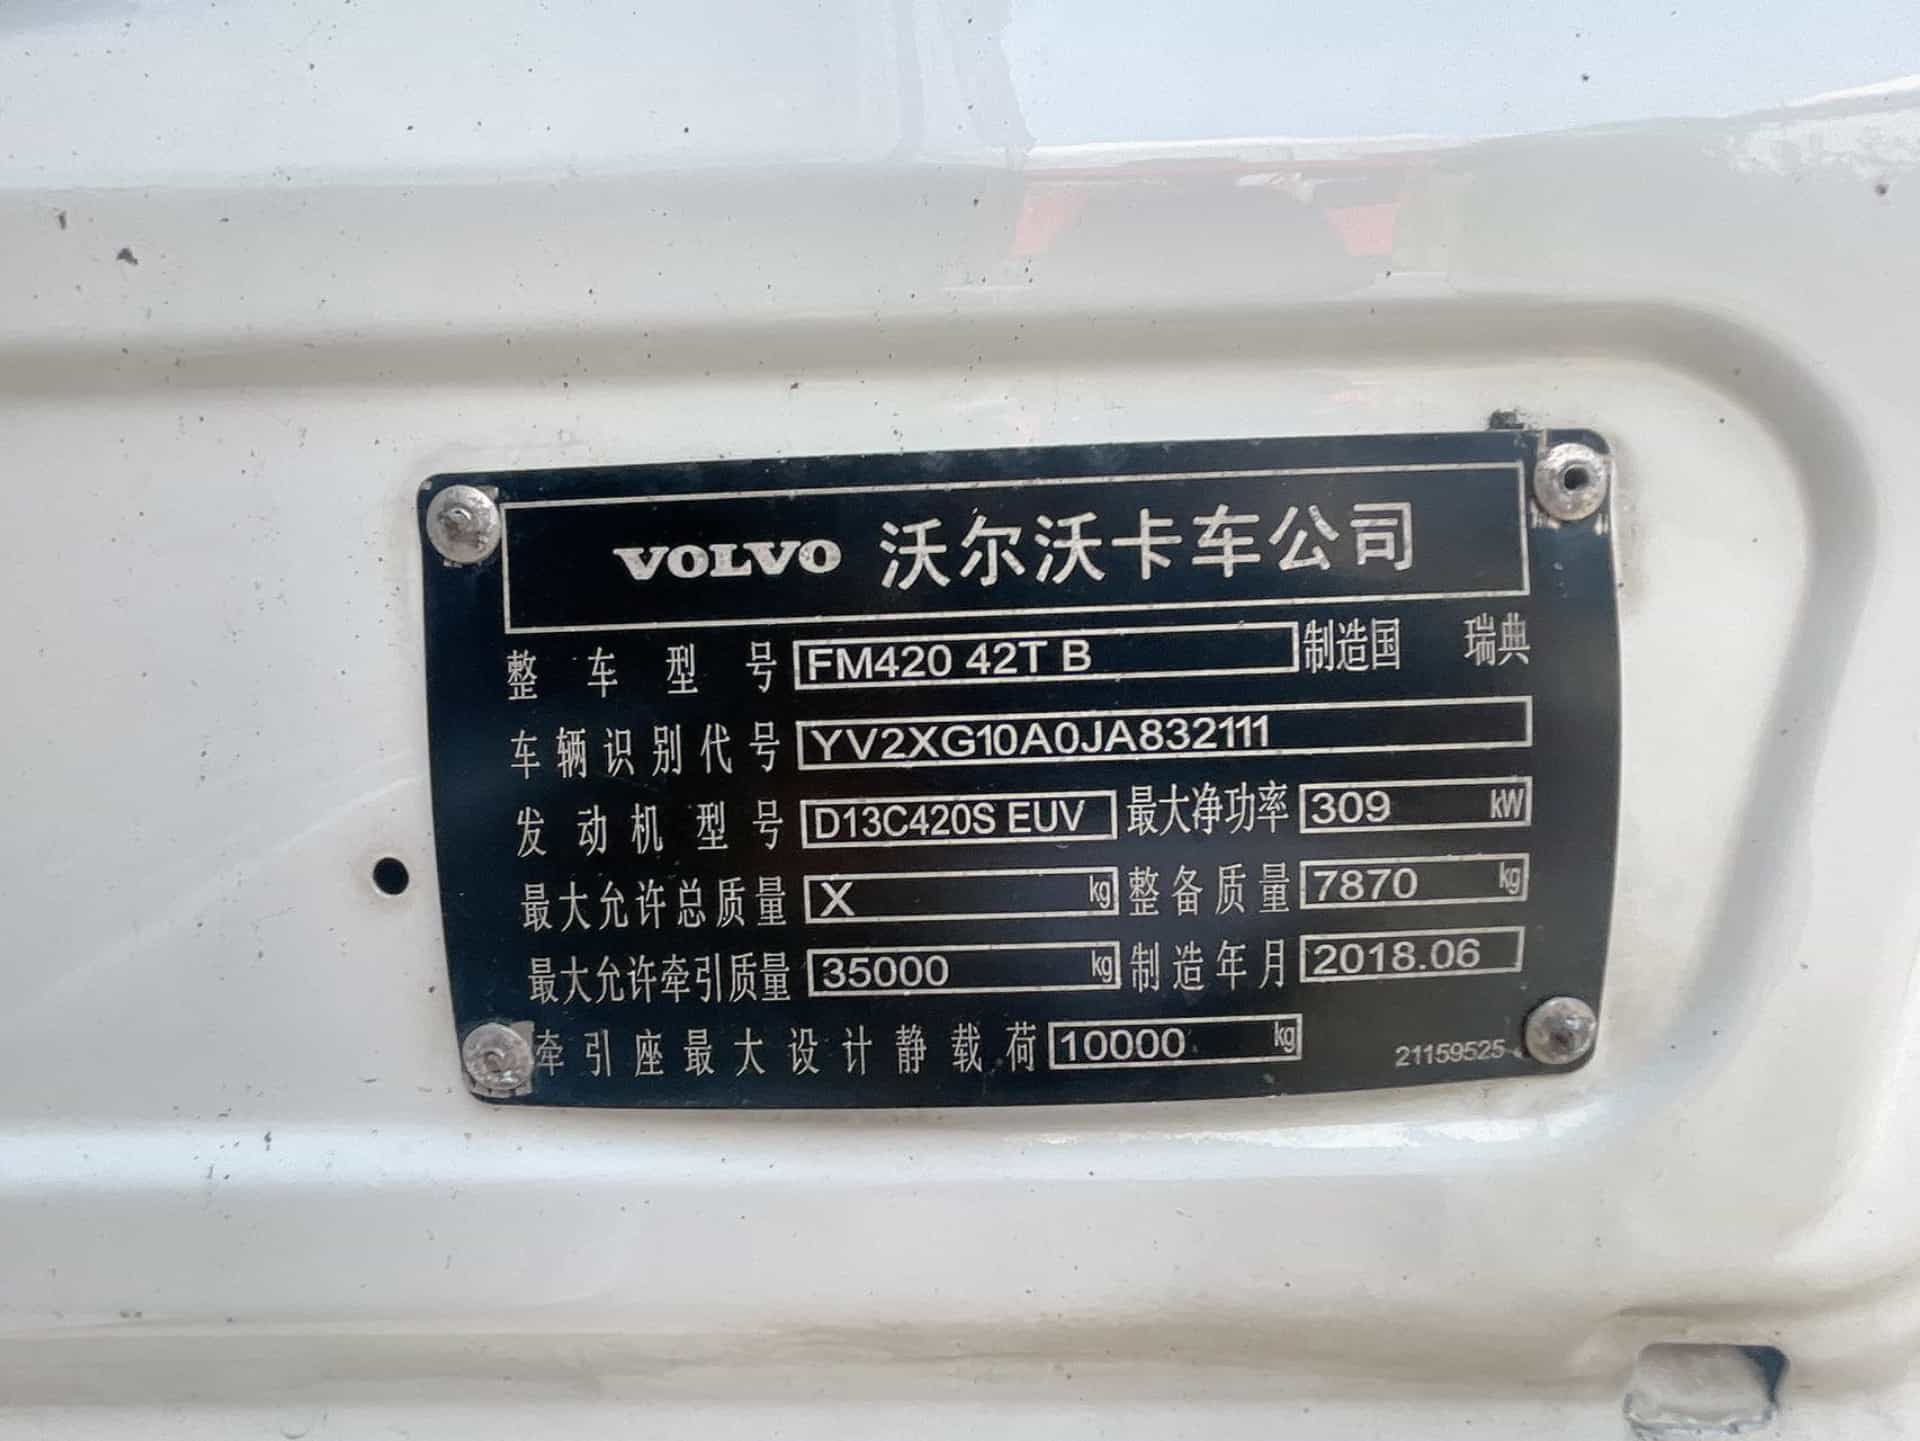 VOLVO 沃尔沃卡车公司
整车型号 FM420 42T B 制造国 瑞典
车辆识别代号 YV2XG10A0JA832111
发动机型号 D13C420S EUV 最大净功率 309 kW
最大允许总质量 X kg 整备质量 7870 kg
最大允许牵引质量 35000 kg 制造年月 2018.06
牵引座最大设计静载荷 10000 kg 21159525